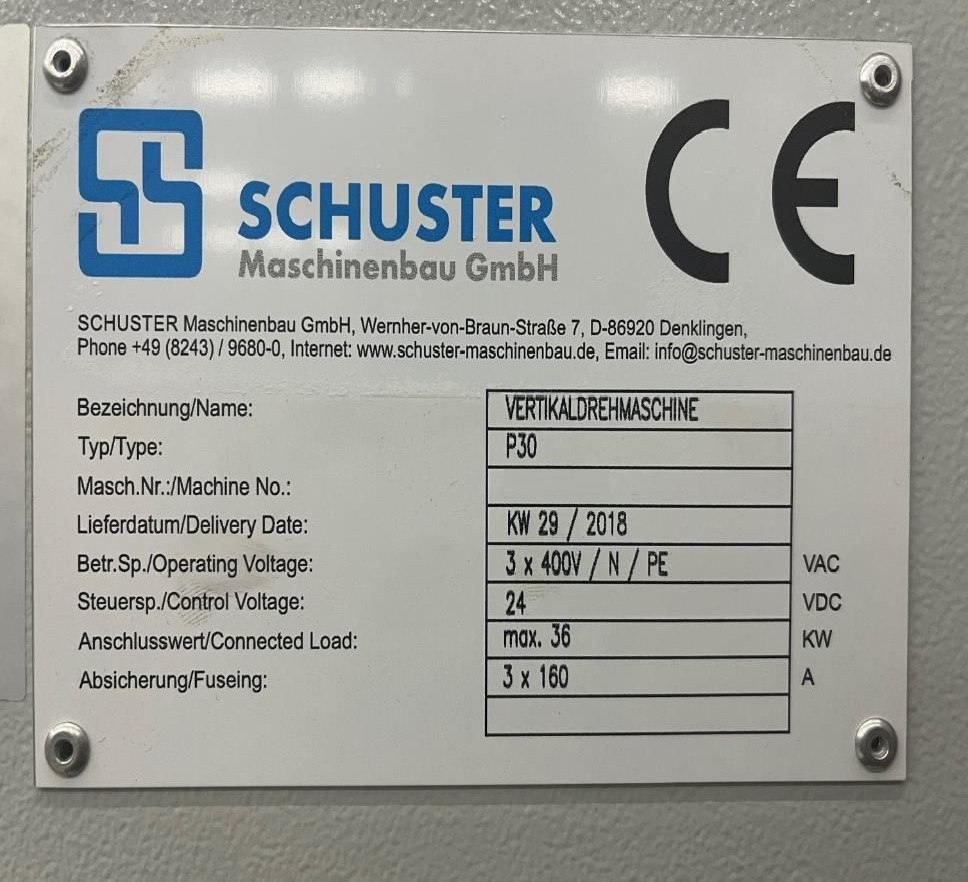 SCHUSTER
Maschinenbau GmbH
CE
SCHUSTER Maschinenbau GmbH, Wernher-von-Braun-Straße 7, D-86920 Denklingen,
Phone +49 (8243) / 9680-0, Internet: www.schuster-maschinenbau.de, Email: info@schuster-maschinenbau.de
Bezeichnung/Name: VERTIKALDREHMASCHINE
Typ/Type: P30
Masch.Nr.:/Machine No.:
Lieferdatum/Delivery Date: KW 29 / 2018
Betr.Sp./Operating Voltage: 3 x 400V / N / PE VAC
Steuersp./Control Voltage: 24 VDC
Anschlusswert/Connected Load: max. 36 KW
Absicherung/Fuseing: 3 x 160 A